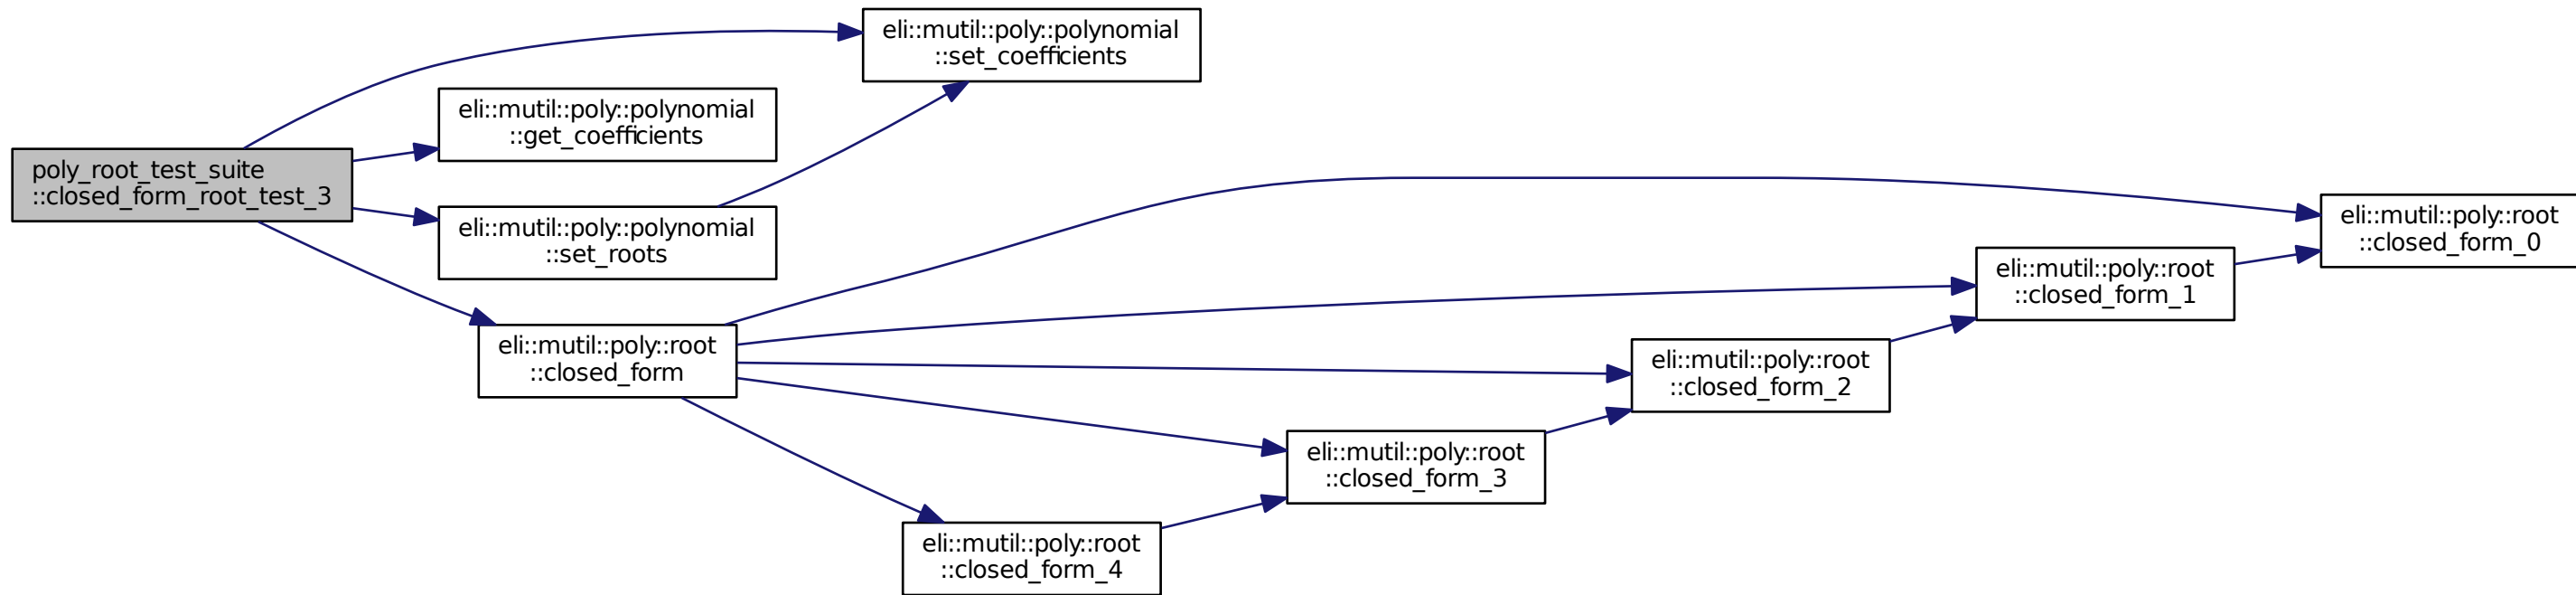 eli::mutil::poly::polynomial
::set_coefficients
eli::mutil::poly::polynomial
::get_coefficients
poly_root_test_suite
::closed_form_root_test_3
eli::mutil::poly::polynomial
::set_roots
eli::mutil::poly::root
::closed_form_0
eli::mutil::poly::root
::closed_form_1
eli::mutil::poly::root
::closed_form
eli::mutil::poly::root
::closed_form_2
eli::mutil::poly::root
::closed_form_3
eli::mutil::poly::root
::closed_form_4